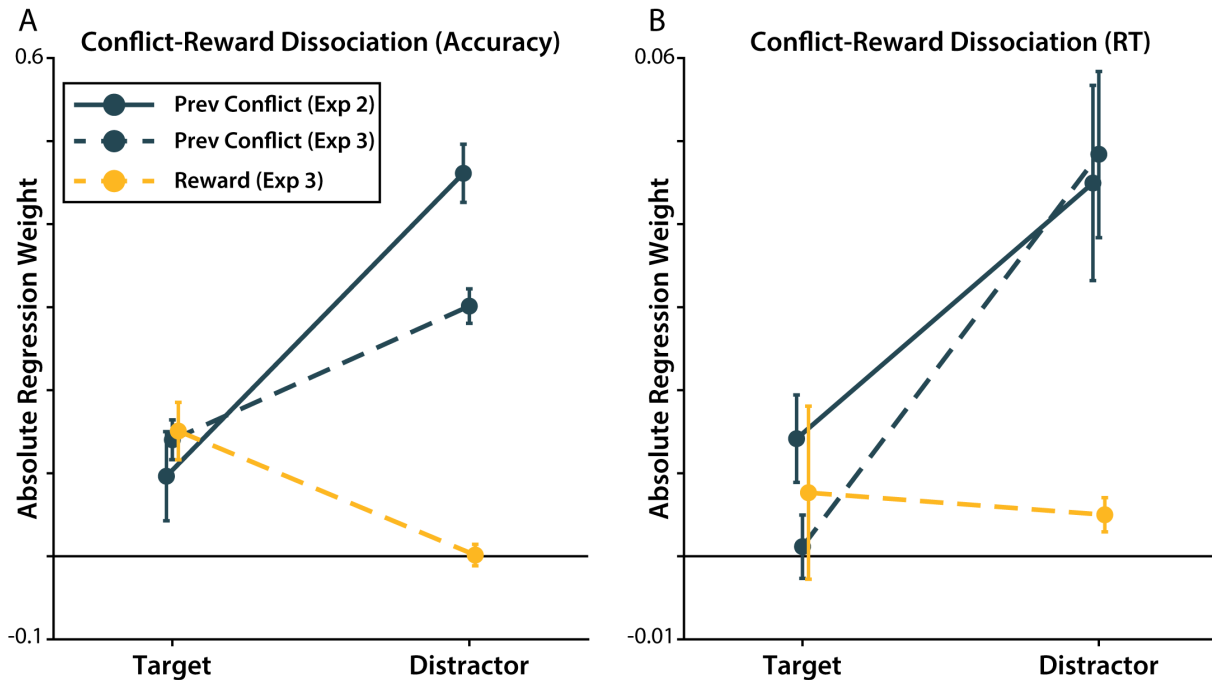 A
Conflict-Reward Dissociation (Accuracy)
0.6
Prev Conflict (Exp 2)
Prev Conflict (Exp 3)
Reward (Exp 3)
Absolute Regression Weight
-0.1
Target
Distractor
B
Conflict-Reward Dissociation (RT)
0.06
Absolute Regression Weight
-0.01
Target
Distractor